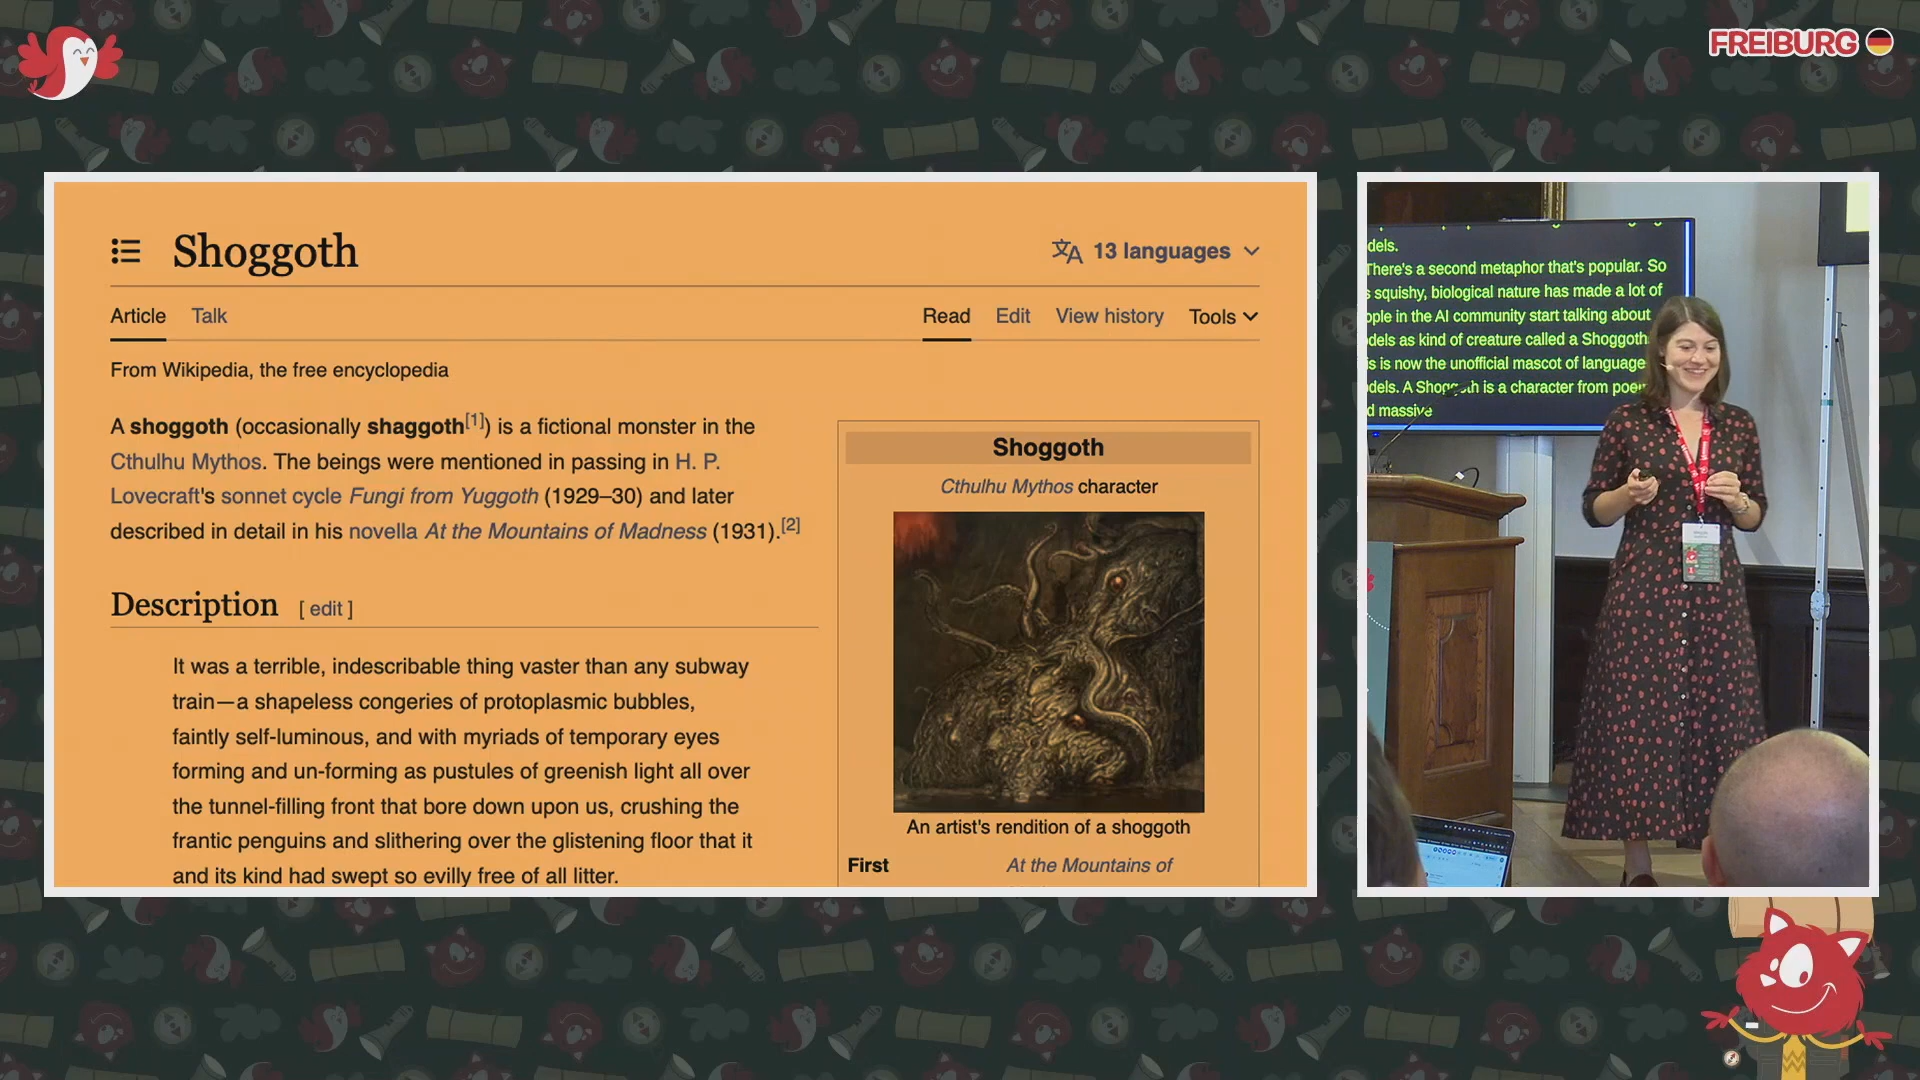 FREIBURG
Shoggoth
13 languages
Article Talk
Read Edit View history Tools
From Wikipedia, the free encyclopedia
A shoggoth (occasionally shaggoth[1]) is a fictional monster in the
Cthulhu Mythos. The beings were mentioned in passing in H. P.
Lovecraft's sonnet cycle Fungi from Yuggoth (1929–30) and later
described in detail in his novella At the Mountains of Madness (1931).[2]
Description [ edit ]
It was a terrible, indescribable thing vaster than any subway
train—a shapeless congeries of protoplasmic bubbles,
faintly self-luminous, and with myriads of temporary eyes
forming and un-forming as pustules of greenish light all over
the tunnel-filling front that bore down upon us, crushing the
frantic penguins and slithering over the glistening floor that it
and its kind had swept so evilly free of all litter.
Shoggoth
Cthulhu Mythos character
An artist's rendition of a shoggoth
First At the Mountains of
dels.
There's a second metaphor that's popular. So
s squishy, biological nature has made a lot of
ople in the AI community start talking about
dels as kind of creature called a Shoggoth
is is now the unofficial mascot of language
dels. A Shoggoth is a character from poem
d massive